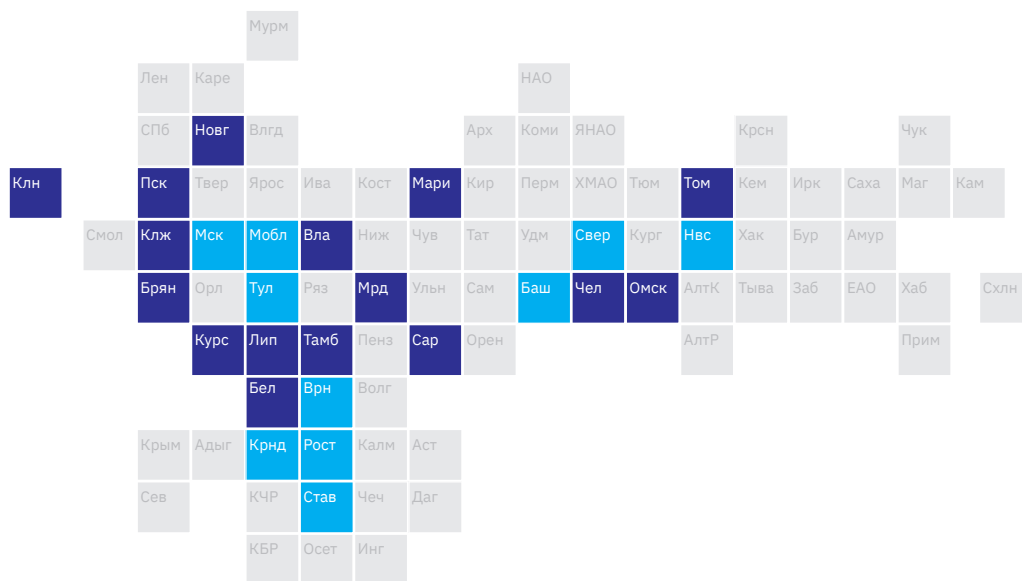 Мурм
Лен Каре НАО
СПб Новг Влгд Арх Коми ЯНАО Крсн Чук
Клн Пск Твер Ярос Ива Кост Мари Кир Перм ХМАО Тюм Том Кем Ирк Саха Маг Кам
Смол Клж Мск Мобл Вла Ниж Чув Тат Удм Свер Кург Нвс Хак Бур Амур
Брян Орл Тул Ряз Мрд Ульн Сам Баш Чел Омск АлтК Тыва Заб ЕАО Хаб Схлн
Курс Лип Тамб Пенз Сар Орен АлтР Прим
Бел Врн Волг
Крым Адыг Крнд Рост Калм Аст
Сев КЧР Став Чеч Даг
КБР Осет Инг